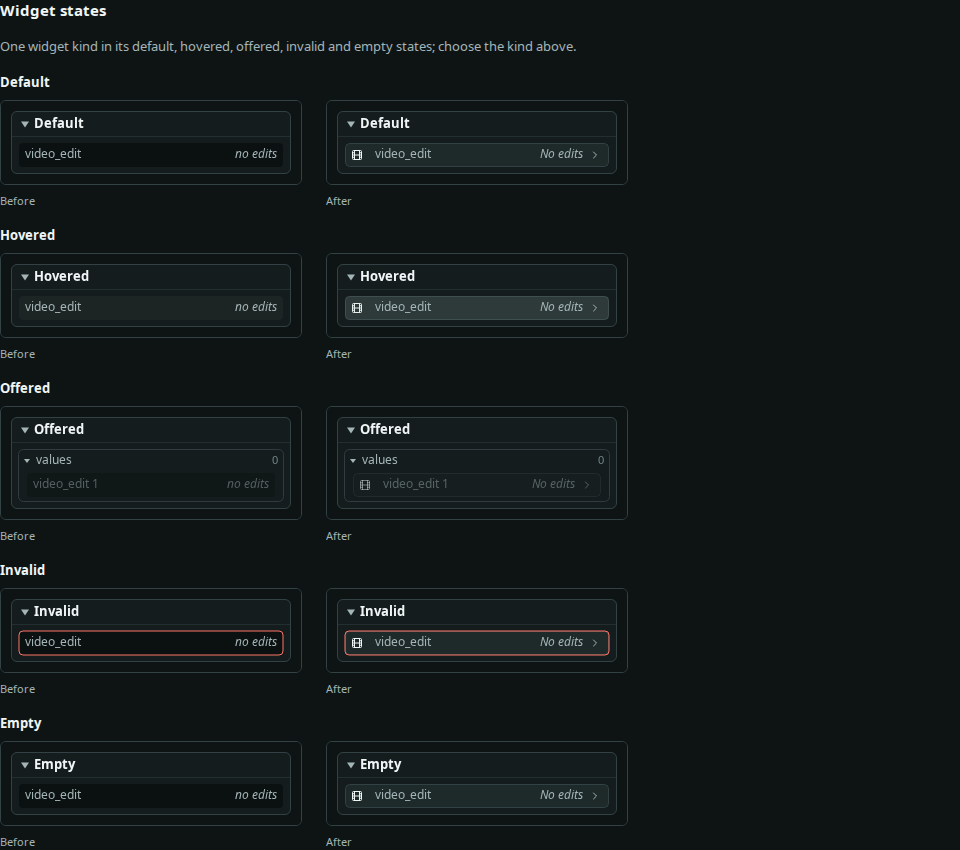 Widget states
One widget kind in its default, hovered, offered, invalid and empty states; choose the kind above.
Default
Default
video_edit no edits
Before
Default
video_edit No edits
After
Hovered
Hovered
video_edit no edits
Before
Hovered
video_edit No edits
After
Offered
Offered
values 0
video_edit 1 no edits
Before
Offered
values 0
video_edit 1 No edits
After
Invalid
Invalid
video_edit no edits
Before
Invalid
video_edit No edits
After
Empty
Empty
video_edit no edits
Before
Empty
video_edit No edits
After